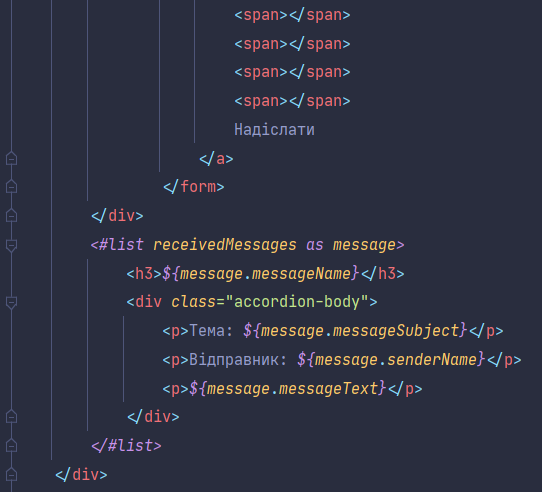 <span></span>
<span></span>
<span></span>
<span></span>
Надіслати
</a>
</form>
</div>
<#list receivedMessages as message>
<h3>${message.messageName}</h3>
<div class="accordion-body">
<p>Тема: ${message.messageSubject}</p>
<p>Відправник: ${message.senderName}</p>
<p>${message.messageText}</p>
</div>
</#list>
</div>